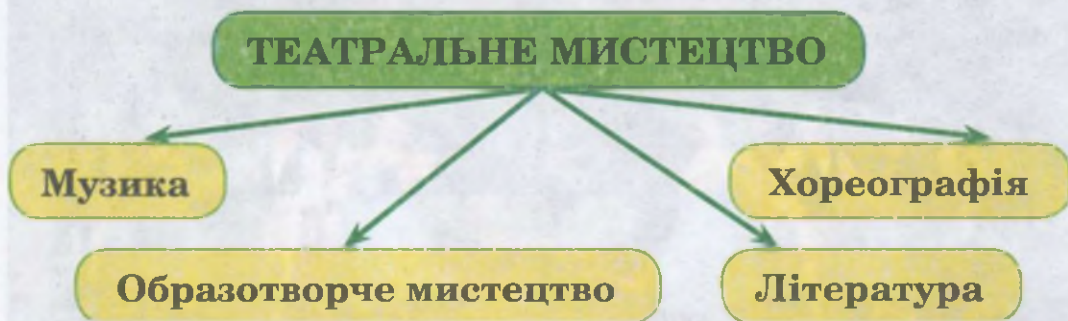 ТЕАТРАЛЬНЕ МИСТЕЦТВО
Музика
Хореографія
Образотворче мистецтво
Література